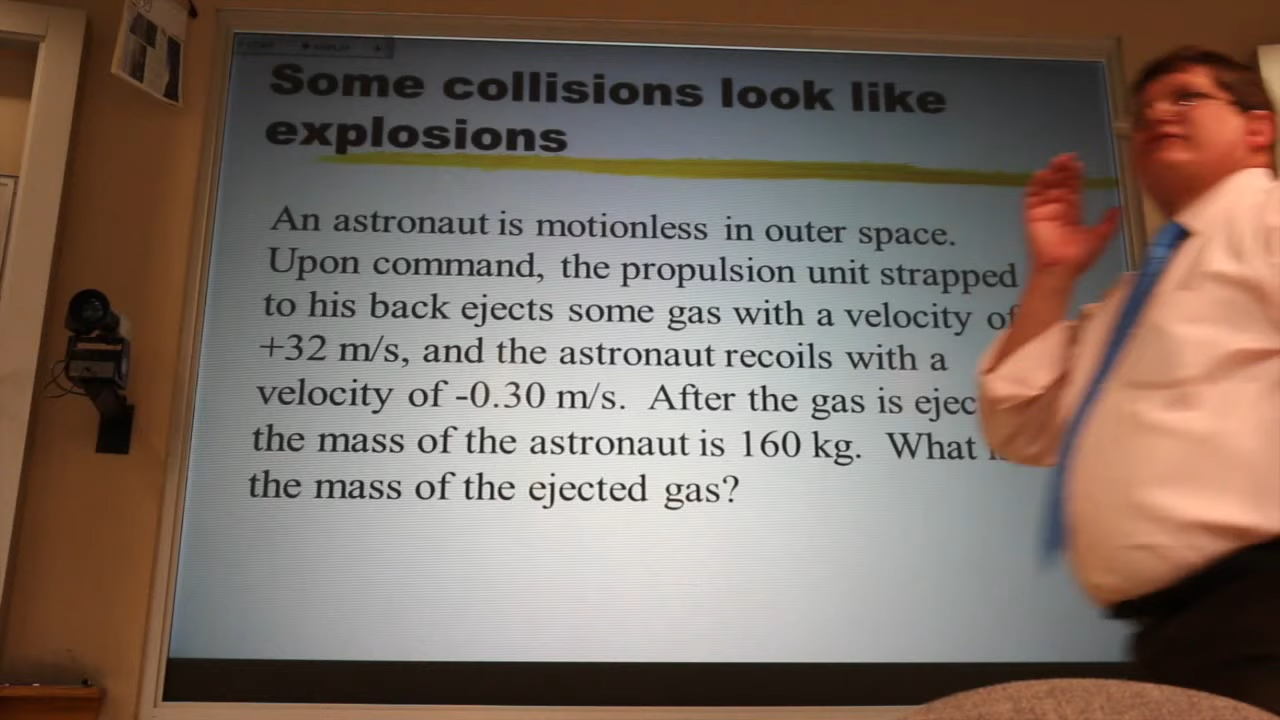 Some collisions look like
explosions
An astronaut is motionless in outer space.
Upon command, the propulsion unit strapped
to his back ejects some gas with a velocity of
+32 m/s, and the astronaut recoils with a
velocity of -0.30 m/s. After the gas is ejec
the mass of the astronaut is 160 kg. What
the mass of the ejected gas?